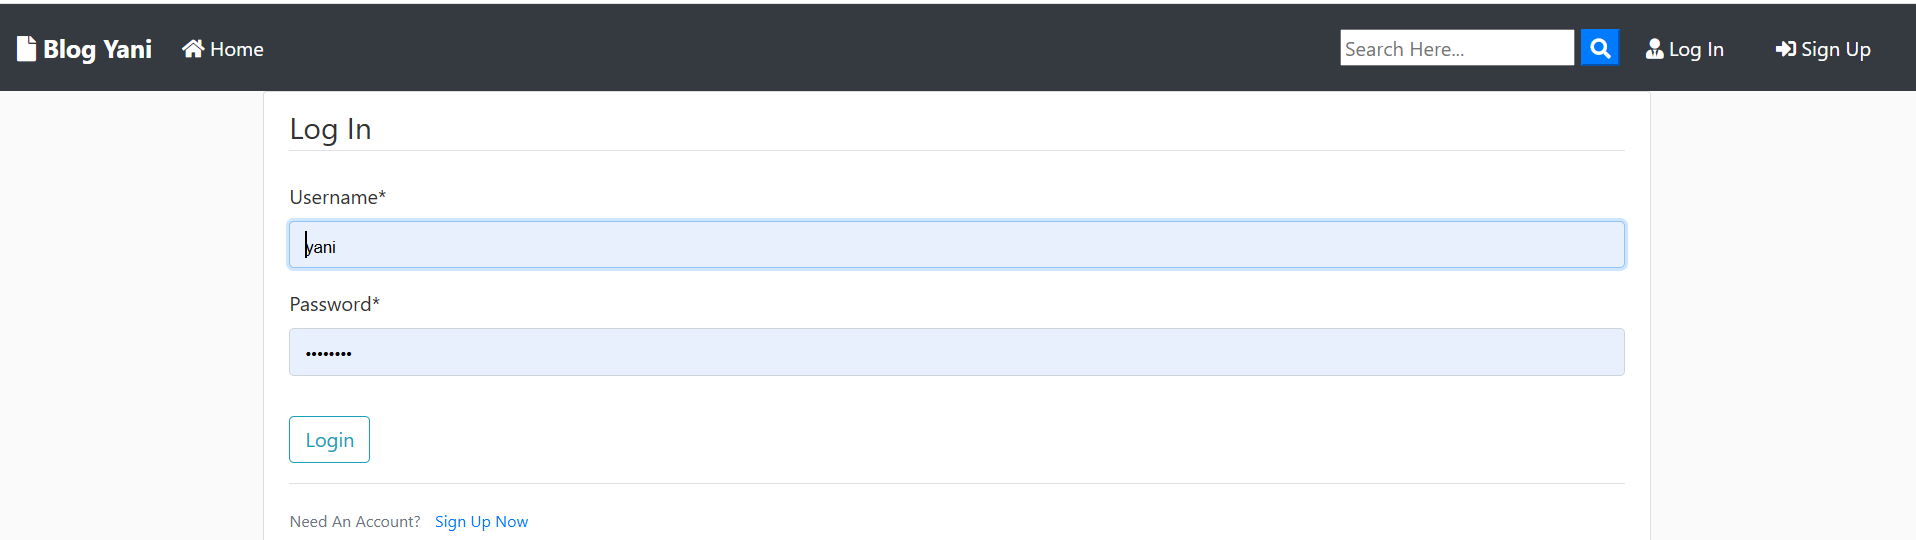 Blog Yani Home Search Here... Log In Sign Up
Log In
Username*
yani
Password*
••••••••
Login
Need An Account? Sign Up Now